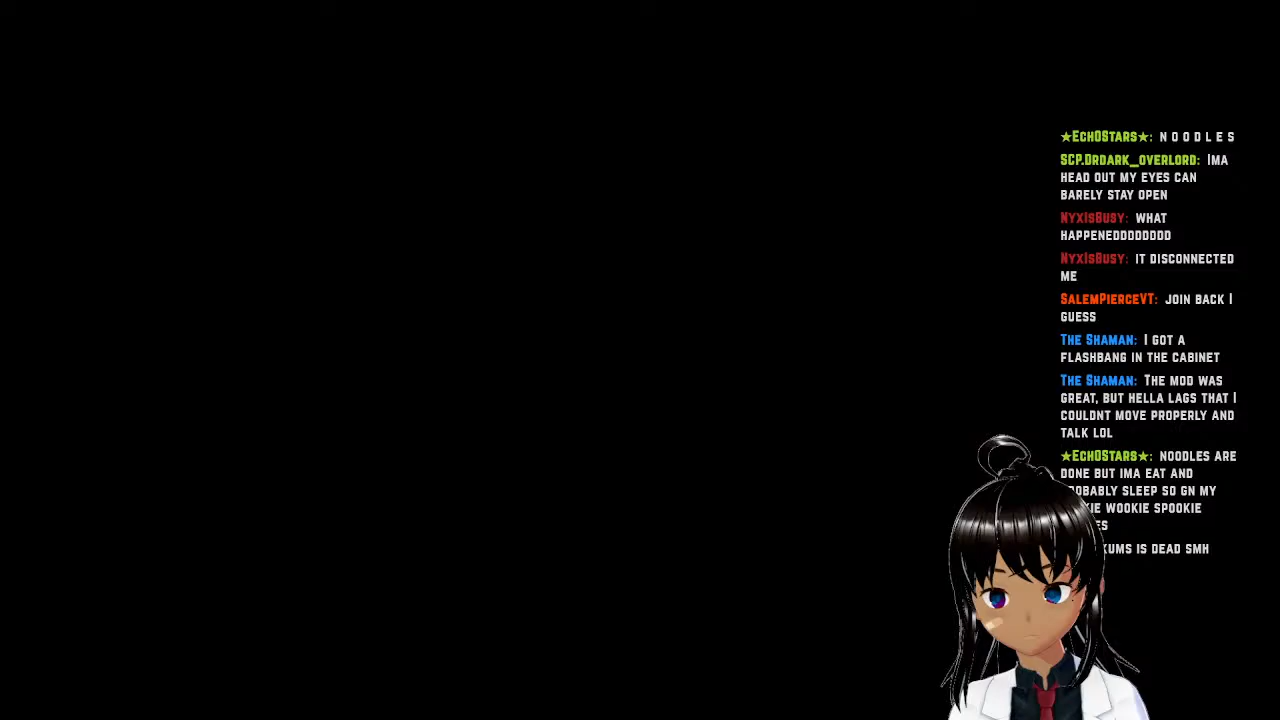 ★EchOStars★: N O O D L E S
SCP.Drdark_overlord: Ima
head out my eyes can
barely stay open
NyxIsBusy: what
happenedddddddd
NyxIsBusy: it disconnected
me
SalemPierceVT: join back i
guess
The Shaman: I got a
flashbang in the cabinet
The Shaman: The mod was
great, but hella lags that i
couldnt move properly and
talk lol
★EchOStars★: noodles are
done but ima eat and
probably sleep so gn my
wookie spookie
is dead smh